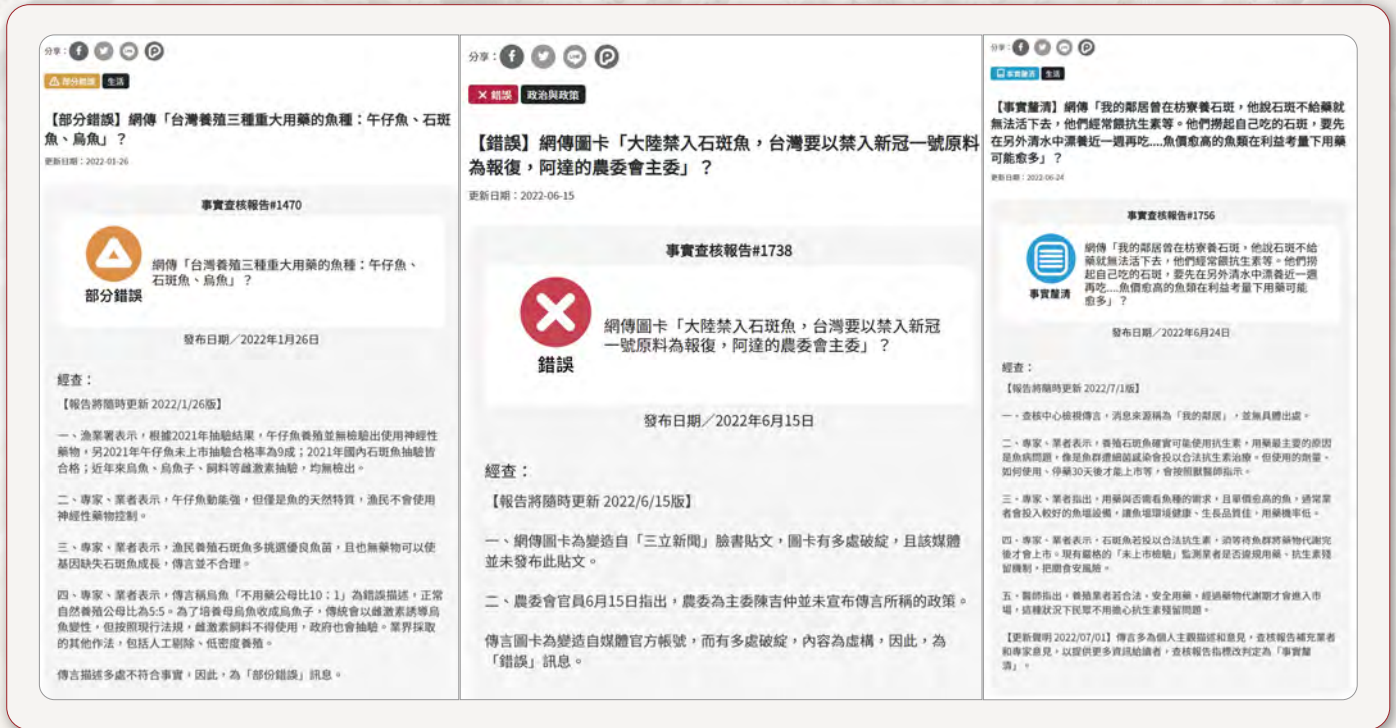 分享：
部分錯誤 生活
【部分錯誤】網傳「台灣養殖三種重大用藥的魚種：午仔魚、石斑
魚、烏魚」？
更新日期：2022-01-26
事實查核報告#1470
部分錯誤
網傳「台灣養殖三種重大用藥的魚種：午仔魚、
石斑魚、烏魚」？
發布日期／2022年1月26日
經查：
【報告將隨時更新 2022/1/26版】
一、漁業署表示，根據2021年抽驗結果，午仔魚養殖並無檢驗出使用神經性
藥物，另2021年午仔魚未上市抽驗合格率為9成；2021年國內石斑魚抽驗皆
合格；近年來烏魚、烏魚子、飼料等雌激素抽驗，均無檢出。
二、專家、業者表示，午仔魚動能強，但僅是魚的天然特質，漁民不會使用
神經性藥物控制。
三、專家、業者表示，漁民養殖石斑魚多挑選優良魚苗，且也無藥物可以使
基因缺失石斑魚成長，傳言並不合理。
四、專家、業者表示，傳言稱烏魚「不用藥公母比10：1」為錯誤描述，正常
自然養殖公母比為5:5。為了培養母烏魚收成烏魚子，傳統會以雌激素誘導烏
魚變性，但按照現行法規，雌激素飼料不得使用，政府也會抽驗。業界採取
的其他作法，包括人工剔除、低密度養殖。
傳言描述多處不符合事實，因此，為「部份錯誤」訊息。
分享：
錯誤 政治與政策
【錯誤】網傳圖卡「大陸禁入石斑魚，台灣要以禁入新冠一號原料
為報復，阿達的農委會主委」？
更新日期：2022-06-15
事實查核報告#1738
錯誤
網傳圖卡「大陸禁入石斑魚，台灣要以禁入新冠
一號原料為報復，阿達的農委會主委」？
發布日期／2022年6月15日
經查：
【報告將隨時更新 2022/6/15版】
一、網傳圖卡為變造自「三立新聞」臉書貼文，圖卡有多處破綻，且該媒體
並未發布此貼文。
二、農委會官員6月15日指出，農委為主委陳吉仲並未宣布傳言所稱的政策。
傳言圖卡為變造自媒體官方帳號，而有多處破綻，內容為虛構，因此，為
「錯誤」訊息。
分享：
事實釐清 生活
【事實釐清】網傳「我的鄰居曾在枋寮養石斑，他說石斑不給藥就
無法活下去，他們經常餵抗生素等。他們撈起自己吃的石斑，要先
在另外清水中漂養近一週再吃....魚價愈高的魚類在利益考量下用藥
可能愈多」？
更新日期：2022-06-24
事實查核報告#1756
事實釐清
網傳「我的鄰居曾在枋寮養石斑，他說石斑不給
藥就無法活下去，他們經常餵抗生素等。他們撈
起自己吃的石斑，要先在另外清水中漂養近一週
再吃....魚價愈高的魚類在利益考量下用藥可能
愈多」？
發布日期／2022年6月24日
經查：
【報告將隨時更新 2022/7/1版】
一、查核中心檢視傳言，消息來源稱為「我的鄰居」，並無具體出處。
二、專家、業者表示，養殖石斑魚確實可能使用抗生素，用藥最主要的原因
是魚病問題，像是魚群遭細菌感染會投以合法抗生素治療。但使用的劑量、
如何使用、停藥30天後才能上市等，會按照獸醫師指示。
三、專家、業者指出，用藥與否需看魚種的需求，且單價愈高的魚，通常業
者會投入較好的魚塭設備，讓魚塭環境健康、生長品質佳，用藥機率低。
四、專家、業者表示，石斑魚若投以合法抗生素，須等待魚群將藥物代謝完
後才會上市。現有嚴格的「未上市檢驗」監測業者是否違規用藥、抗生素殘
留機制，把關食安風險。
五、醫師指出，養殖業者若合法、安全用藥，經過藥物代謝期才會進入市
場，這種狀況下民眾不用擔心抗生素殘留問題。
【更新聲明 2022/07/01】傳言多為個人主觀描述和意見，查核報告補充業者
和專家意見，以提供更多資訊給讀者，查核報告指標改判定為「事實釐
清」。